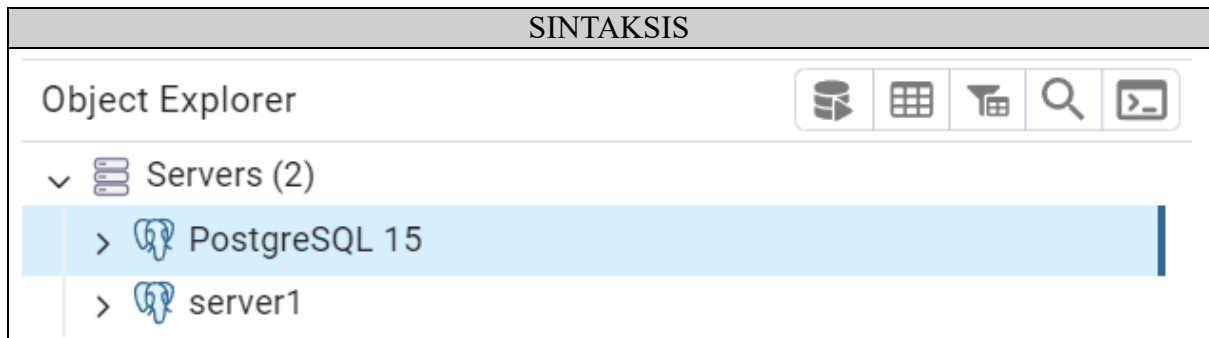 SINTAKSIS
Object Explorer
Servers (2)
PostgreSQL 15
server1